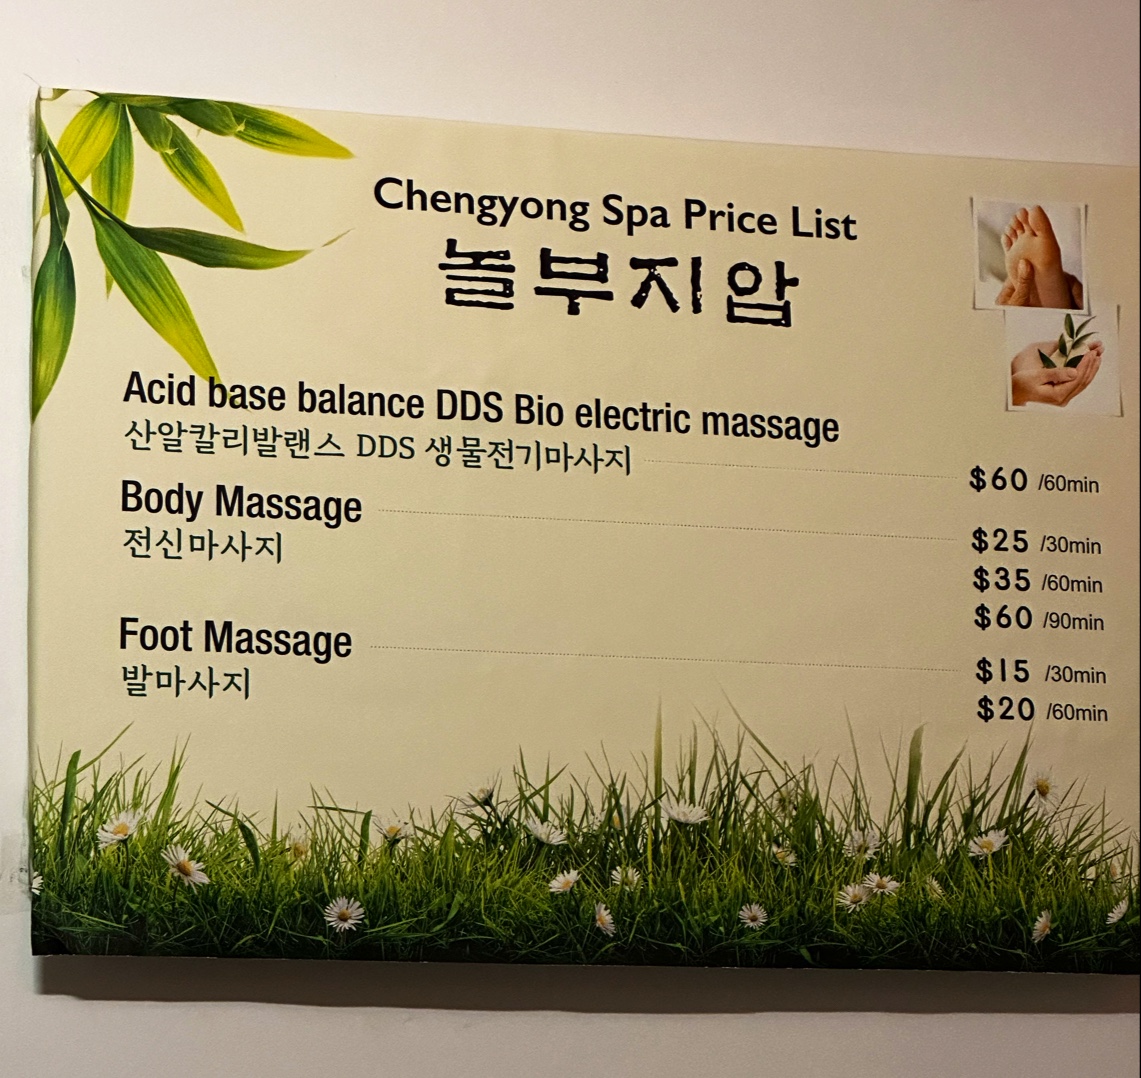 Chengyong Spa Price List
놀부지압
Acid base balance DDS Bio electric massage
산알칼리발랜스 DDS 생물전기마사지 $60 /60min
Body Massage $25 /30min
전신마사지
$35 /60min
$60 /90min
Foot Massage $15 /30min
발마사지
$20 /60min